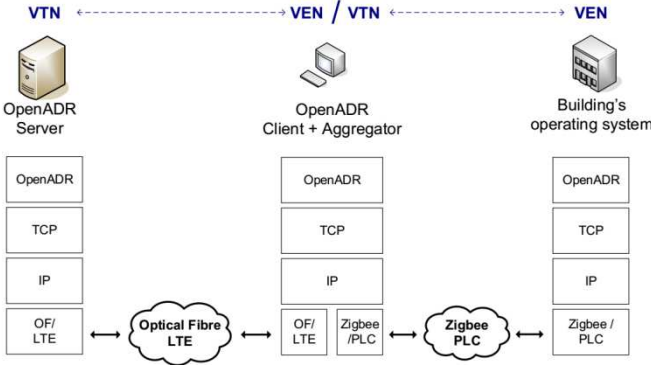 VTN
VEN / VTN
VEN
OpenADR
Server
OpenADR
Client + Aggregator
Building's
operating system
OpenADR
OpenADR
OpenADR
TCP
TCP
TCP
IP
IP
IP
OF/
LTE
Optical Fibre
LTE
OF/
LTE
Zigbee
/PLC
Zigbee
PLC
Zigbee /
PLC